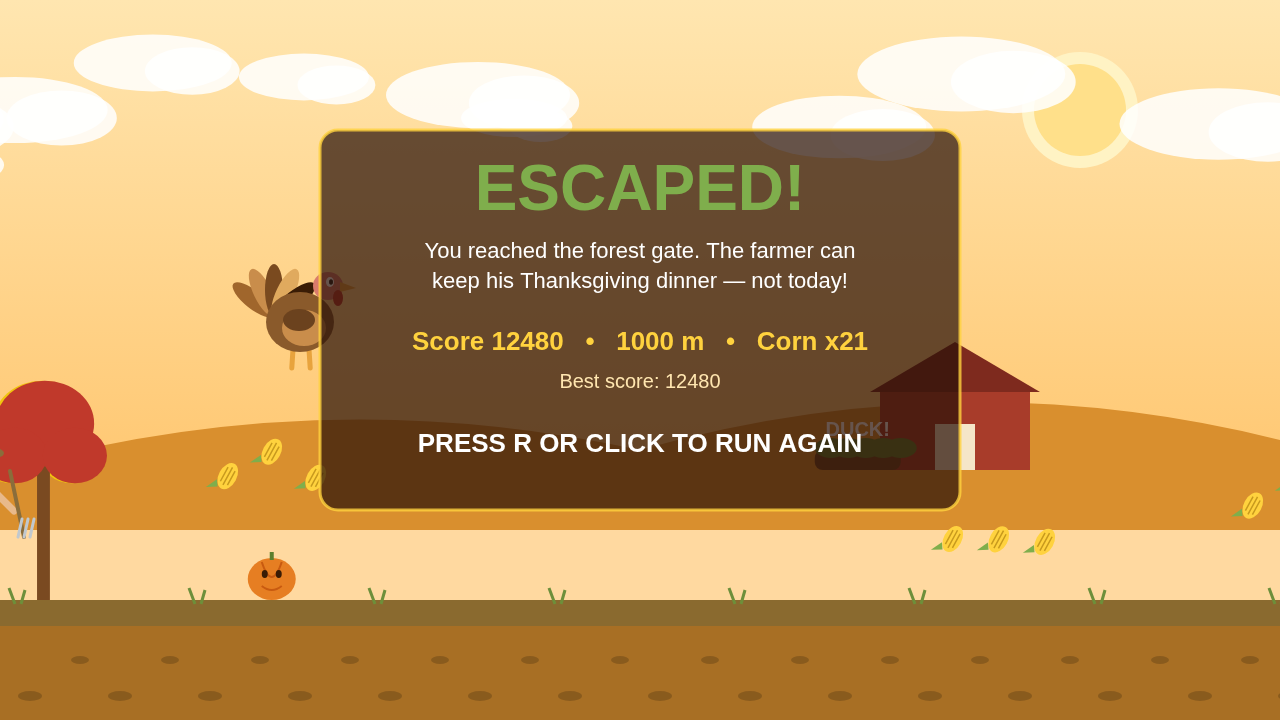 ESCAPED!
You reached the forest gate. The farmer can
keep his Thanksgiving dinner — not today!
Score 12480 • 1000 m • Corn x21
Best score: 12480
DUCK!
PRESS R OR CLICK TO RUN AGAIN